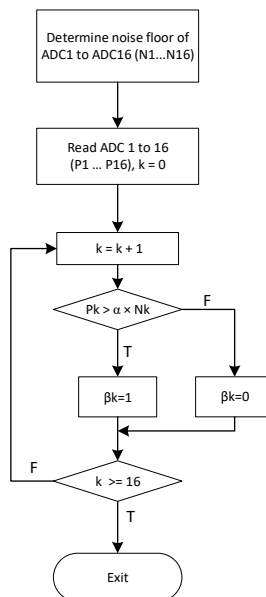 Determine noise floor of
ADC1 to ADC16 (N1...N16)
Read ADC 1 to 16
(P1 ... P16), k = 0
k = k + 1
Pk > α × Nk
F
T
βk=1
βk=0
F
k >= 16
T
Exit